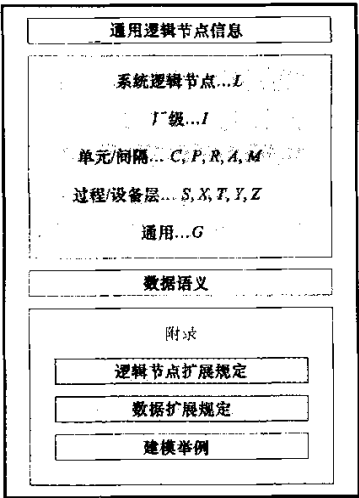 通用逻辑节点信息
系统逻辑节点…L
厂级…I
单元/间隔… C, P, R, A, M
过程/设备层… S, X, T, Y, Z
通用…G
数据语义
附录
逻辑节点扩展规定
数据扩展规定
建模举例